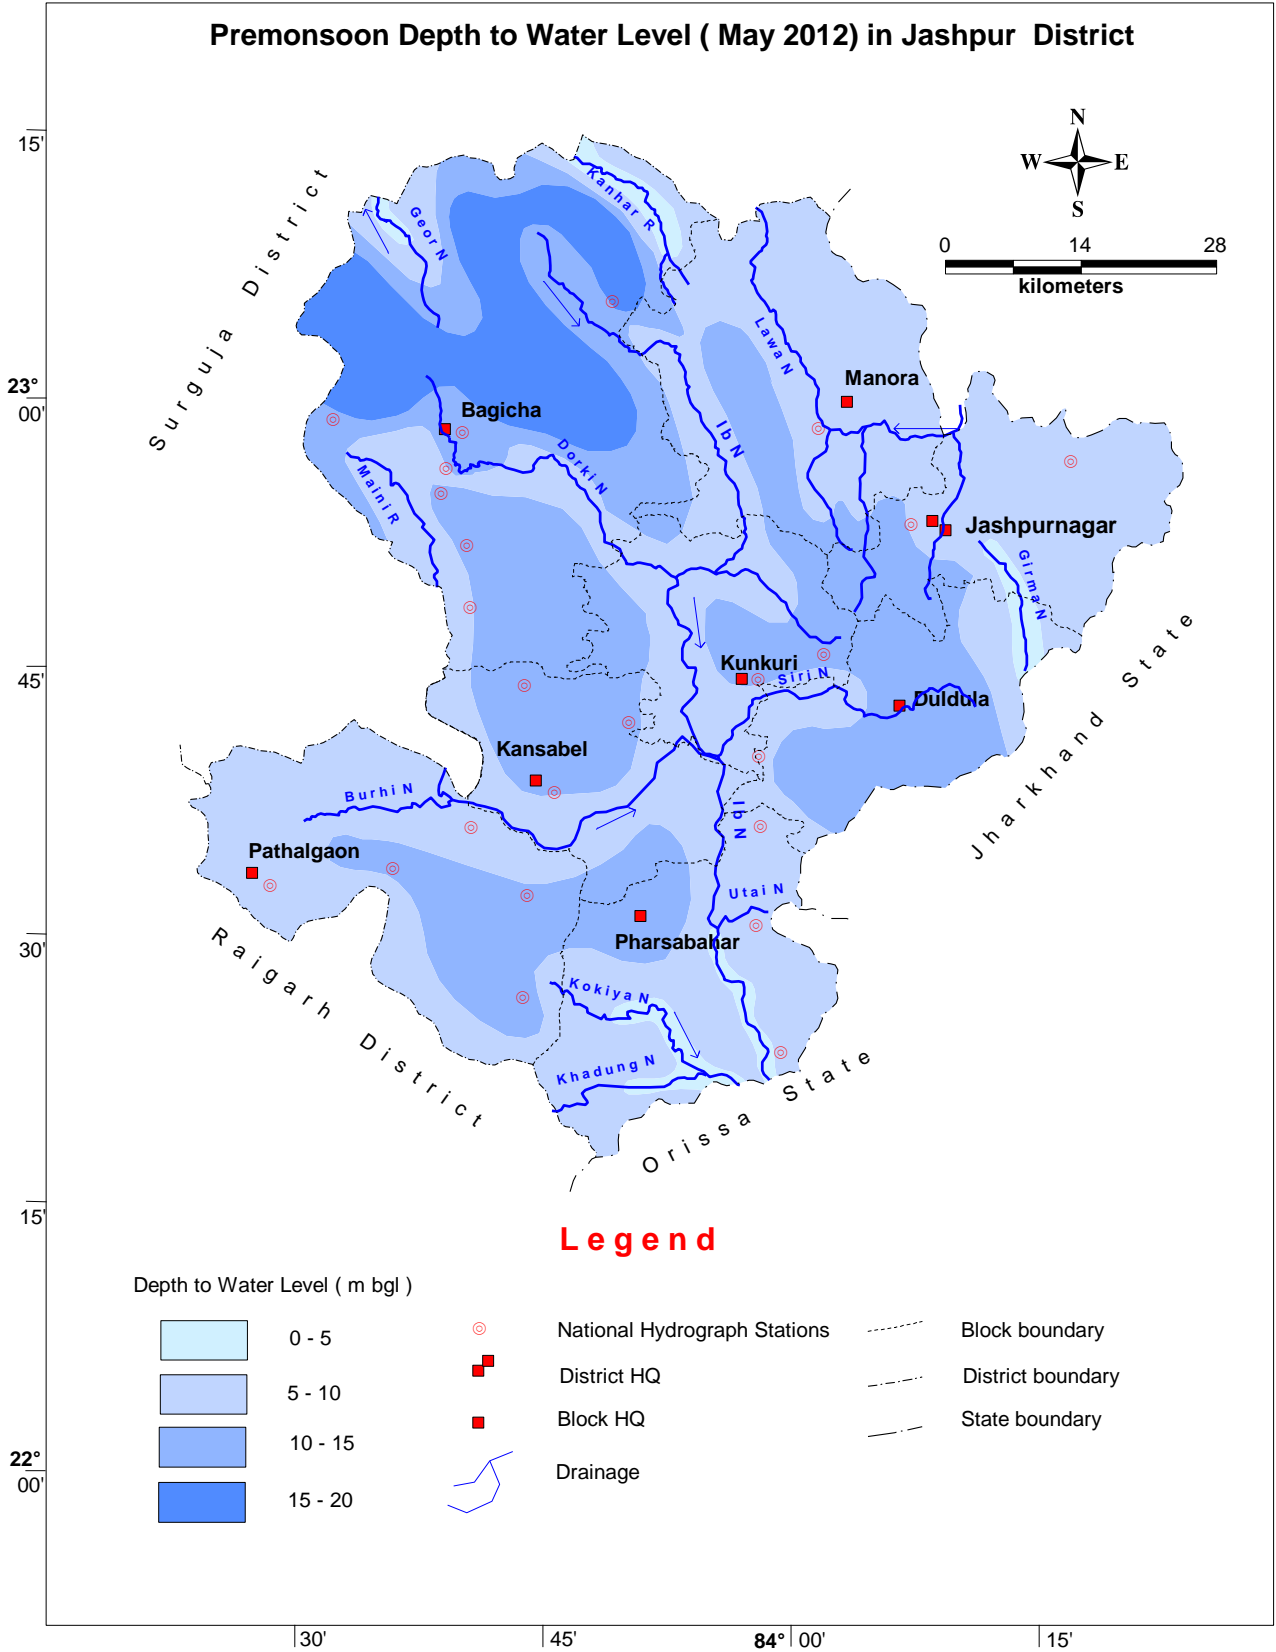 Premonsoon Depth to Water Level ( May 2012) in Jashpur District
N
W E
S
0 14 28
kilometers
15'
23°
00'
45'
30'
15'
22°
00'
30'
45'
84° 00'
15'
Surguja District
Raigarh District
Orissa State
Jharkhand State
Kanhar R
Geor N
Lawa N
Manora
Bagicha
Ib N
Dorki N
Maini R
Jashpurnagar
Girma N
Kunkuri
Siri N
Duldula
Kansabel
Burhi N
Ib N
Pathalgaon
Utai N
Pharsabahar
Kokiya N
Khadung N
Legend
Depth to Water Level ( m bgl )
0 - 5
5 - 10
10 - 15
15 - 20
National Hydrograph Stations
District HQ
Block HQ
Drainage
Block boundary
District boundary
State boundary